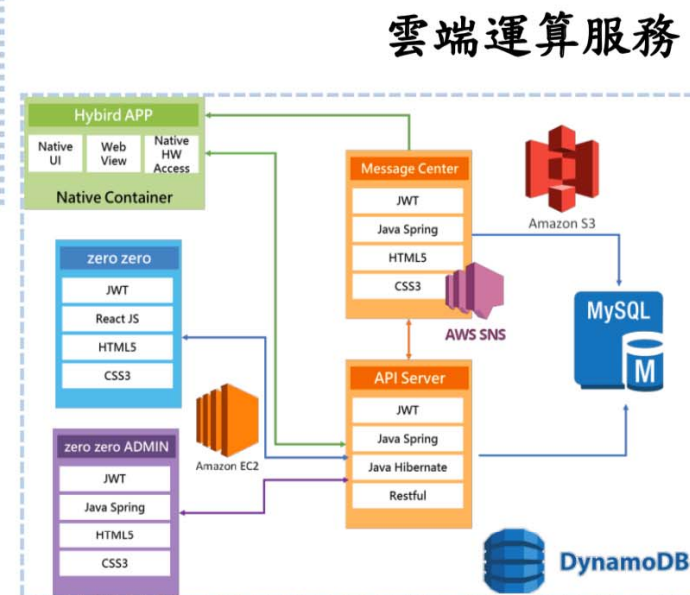 雲端運算服務
Hybird APP
Native
UI
Web
View
Native
HW
Access
Native Container
Message Center
JWT
Java Spring
HTML5
CSS3
AWS SNS
Amazon S3
MySQL
M
zero zero
JWT
React JS
HTML5
CSS3
Amazon EC2
API Server
JWT
Java Spring
Java Hibernate
Restful
zero zero ADMIN
JWT
Java Spring
HTML5
CSS3
DynamoDB